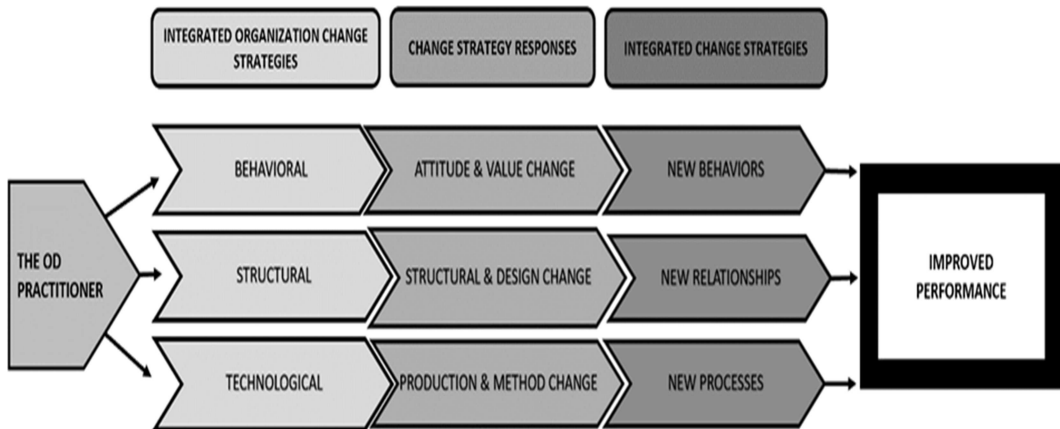 INTEGRATED ORGANIZATION CHANGE
STRATEGIES
CHANGE STRATEGY RESPONSES
INTEGRATED CHANGE STRATEGIES
THE OD
PRACTITIONER
BEHAVIORAL
ATTITUDE & VALUE CHANGE
NEW BEHAVIORS
STRUCTURAL
STRUCTURAL & DESIGN CHANGE
NEW RELATIONSHIPS
TECHNOLOGICAL
PRODUCTION & METHOD CHANGE
NEW PROCESSES
IMPROVED
PERFORMANCE